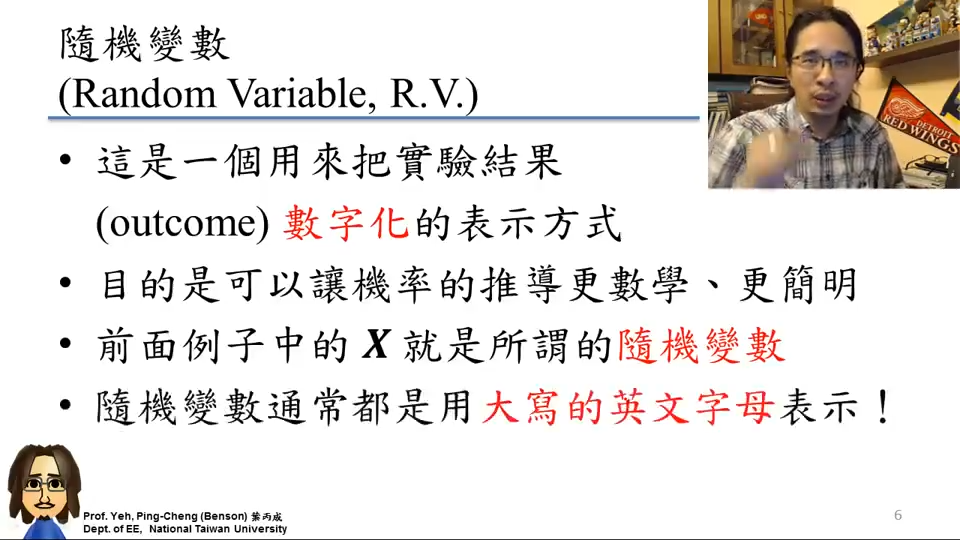 隨機變數
(Random Variable, R.V.)
• 這是一個用來把實驗結果
(outcome) 數字化的表示方式
• 目的是可以讓機率的推導更數學、更簡明
• 前面例子中的 X 就是所謂的隨機變數
• 隨機變數通常都是用大寫的英文字母表示！
DETROIT
RED WINGS
Prof. Yeh, Ping-Cheng (Benson) 葉丙成
Dept. of EE, National Taiwan University
6